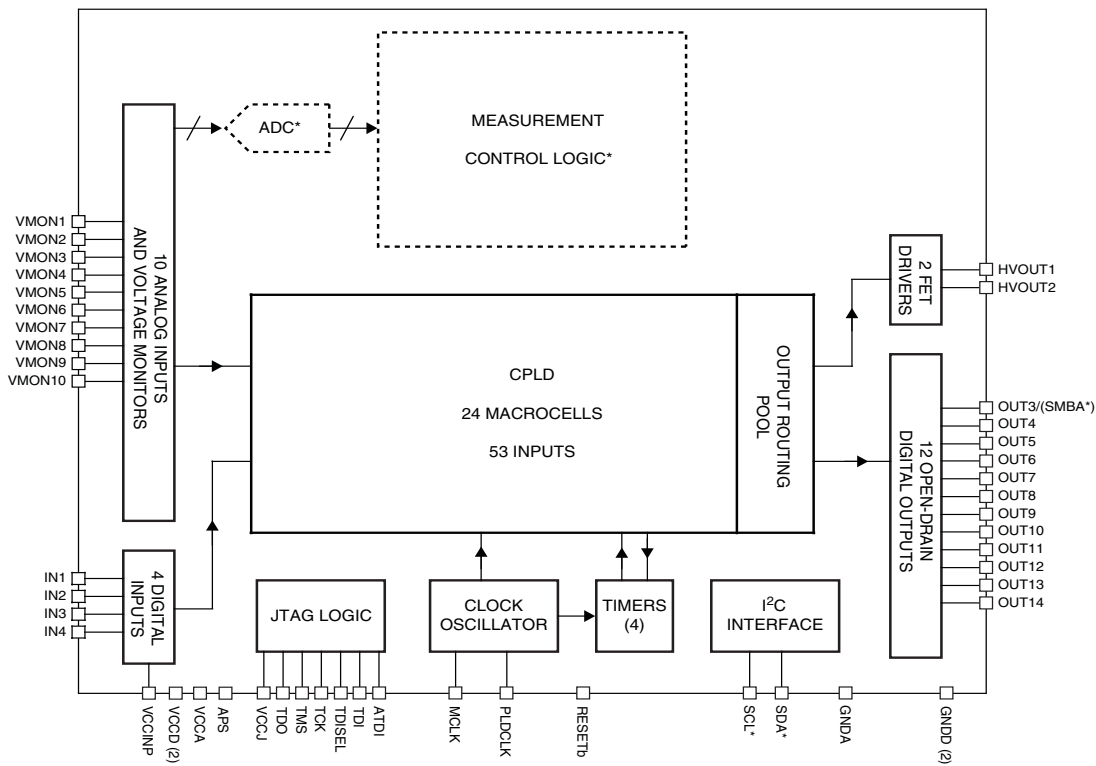 ADC*
MEASUREMENT
CONTROL LOGIC*
10 ANALOG INPUTS
AND VOLTAGE MONITORS
VMON1
VMON2
VMON3
VMON4
VMON5
VMON6
VMON7
VMON8
VMON9
VMON10
2 FET
DRIVERS
HVOUT1
HVOUT2
CPLD
24 MACROCELLS
53 INPUTS
OUTPUT ROUTING
POOL
12 OPEN-DRAIN
DIGITAL OUTPUTS
OUT3/(SMBA*)
OUT4
OUT5
OUT6
OUT7
OUT8
OUT9
OUT10
OUT11
OUT12
OUT13
OUT14
IN1
IN2
IN3
IN4
4 DIGITAL
INPUTS
JTAG LOGIC
CLOCK
OSCILLATOR
TIMERS
(4)
I²C
INTERFACE
VCCINP
VCCD (2)
VCCA
APS
VCCJ
TDO
TMS
TCK
TDISEL
TDI
ATDI
MCLK
PLDCLK
RESETb
SCL*
SDA*
GNDA
GNDD (2)